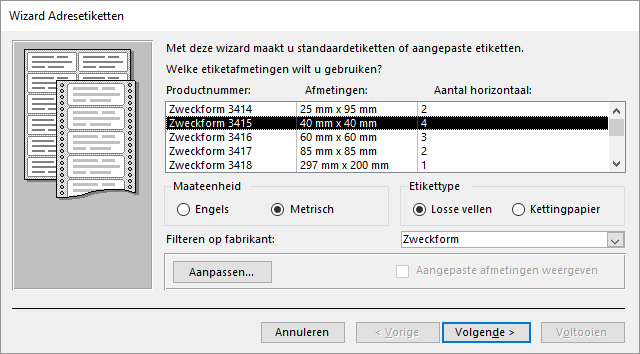 Wizard Adresetiketten
Met deze wizard maakt u standaardetiketten of aangepaste etiketten.
Welke etiketafmetingen wilt u gebruiken?
Productnummer: Afmetingen: Aantal horizontaal:
Zweckform 3414 25 mm x 95 mm 2
Zweckform 3415 40 mm x 40 mm 4
Zweckform 3416 60 mm x 60 mm 3
Zweckform 3417 85 mm x 85 mm 2
Zweckform 3418 297 mm x 200 mm 1
Maateenheid Etikettype
Engels Metrisch Losse vellen Kettingpapier
Filteren op fabrikant: Zweckform
Aanpassen... Aangepaste afmetingen weergeven
Annuleren < Vorige Volgende > Voltooien